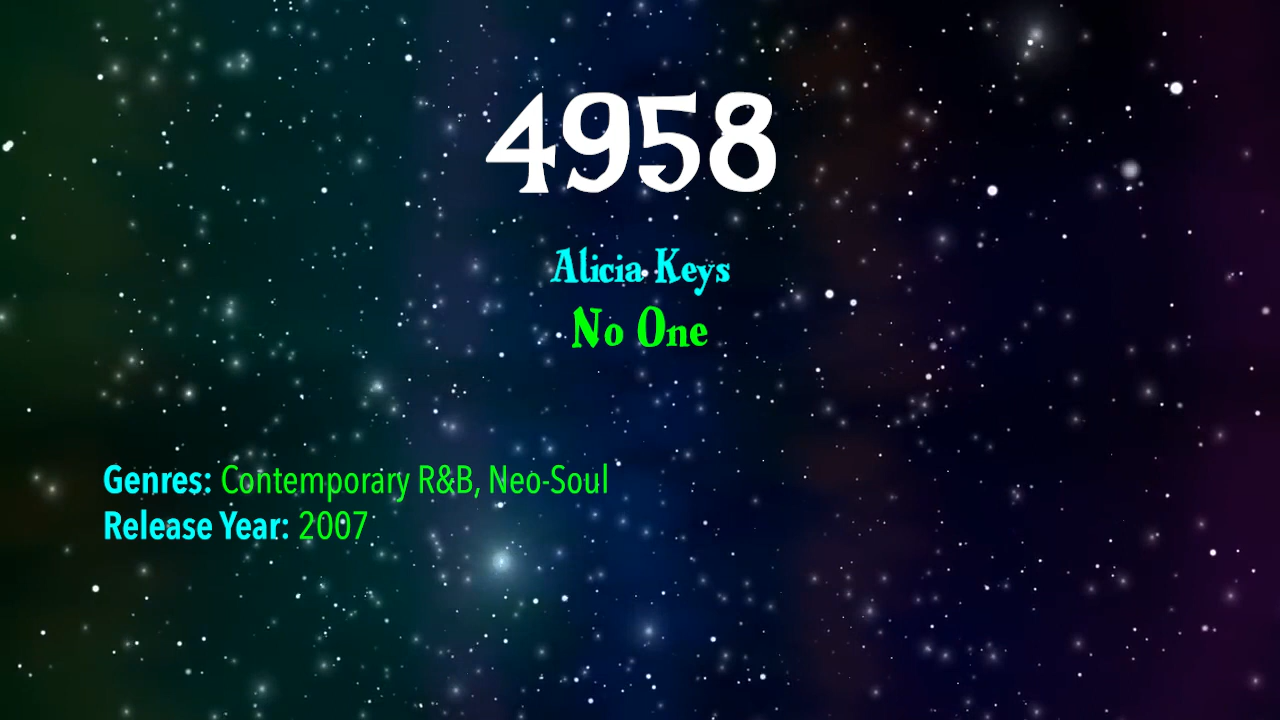 4958
Alicia Keys
No One
Genres: Contemporary R&B, Neo-Soul
Release Year: 2007